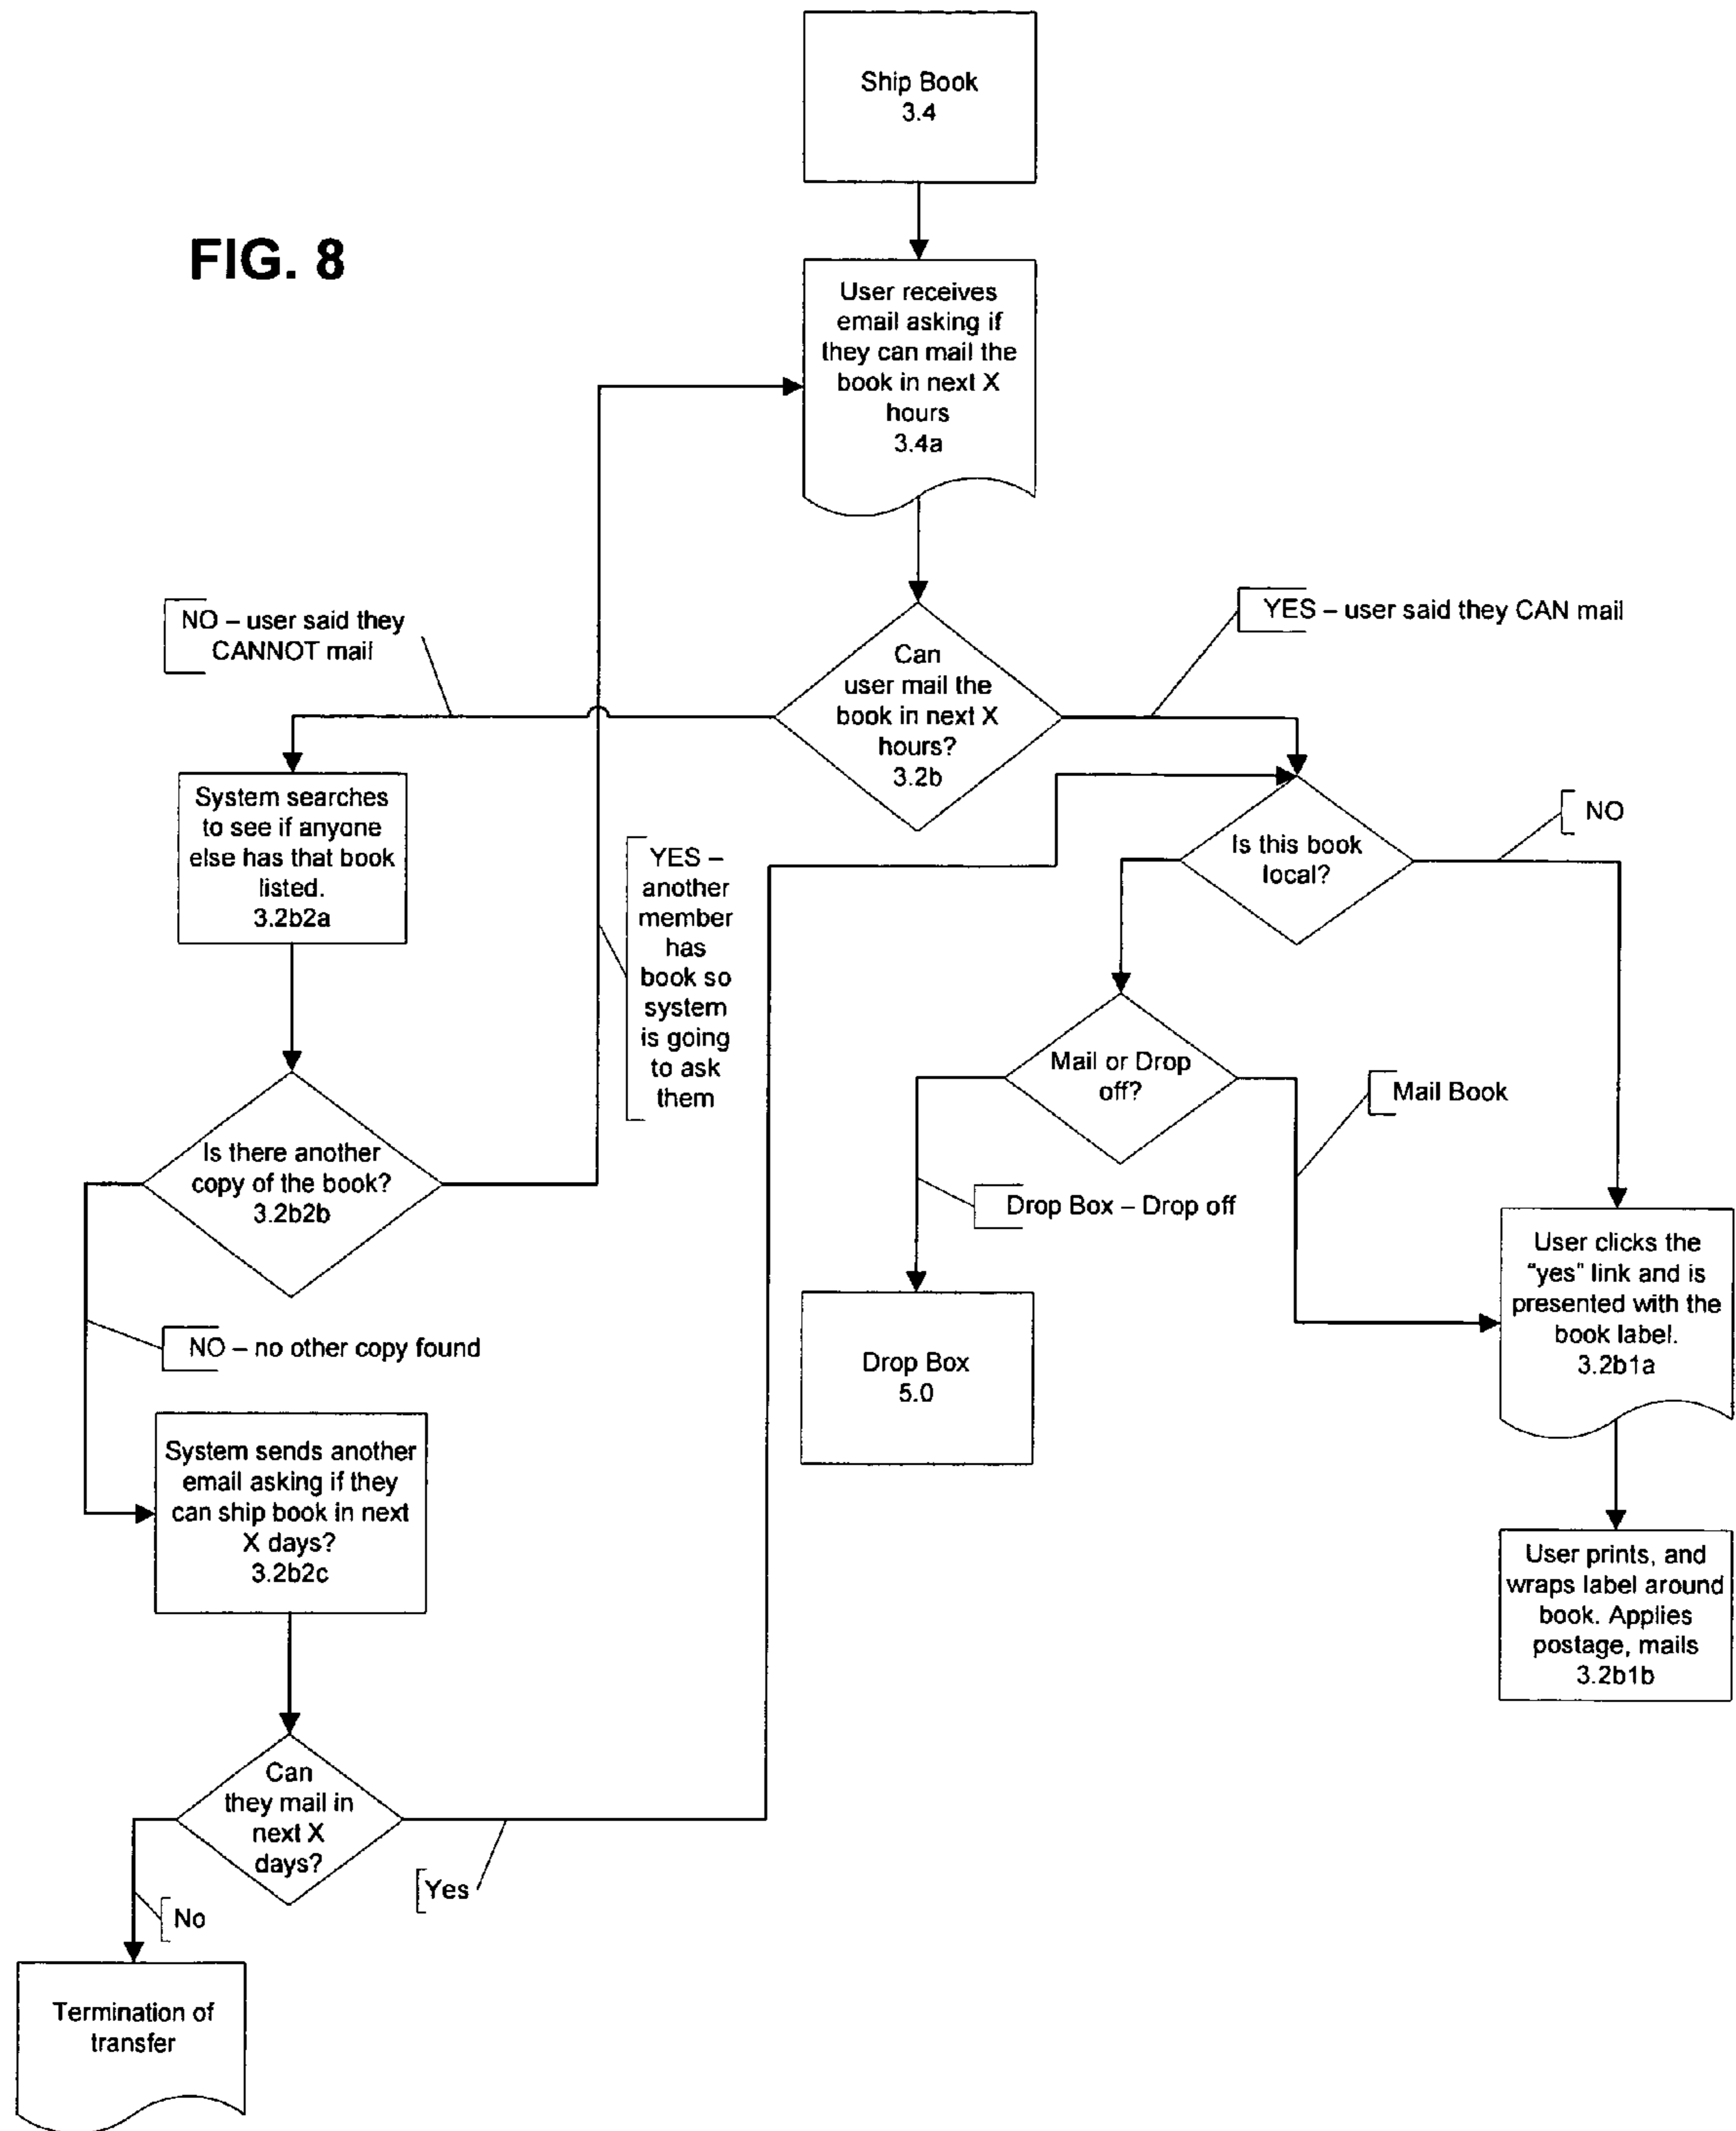 FIG. 8
Ship Book
3.4
User receives
email asking if
they can mail the
book in next X
hours
3.4a
NO – user said they
CANNOT mail
YES – user said they CAN mail
Can
user mail the
book in next X
hours?
3.2b
System searches
to see if anyone
else has that book
listed.
3.2b2a
YES –
another
member
has
book so
system
is going
to ask
them
Is this book
local?
NO
Mail or Drop
off?
Mail Book
Is there another
copy of the book?
3.2b2b
Drop Box – Drop off
User clicks the
“yes” link and is
presented with the
book label.
3.2b1a
NO – no other copy found
Drop Box
5.0
System sends another
email asking if they
can ship book in next
X days?
3.2b2c
User prints, and
wraps label around
book. Applies
postage, mails
3.2b1b
Can
they mail in
next X
days?
Yes
No
Termination of
transfer